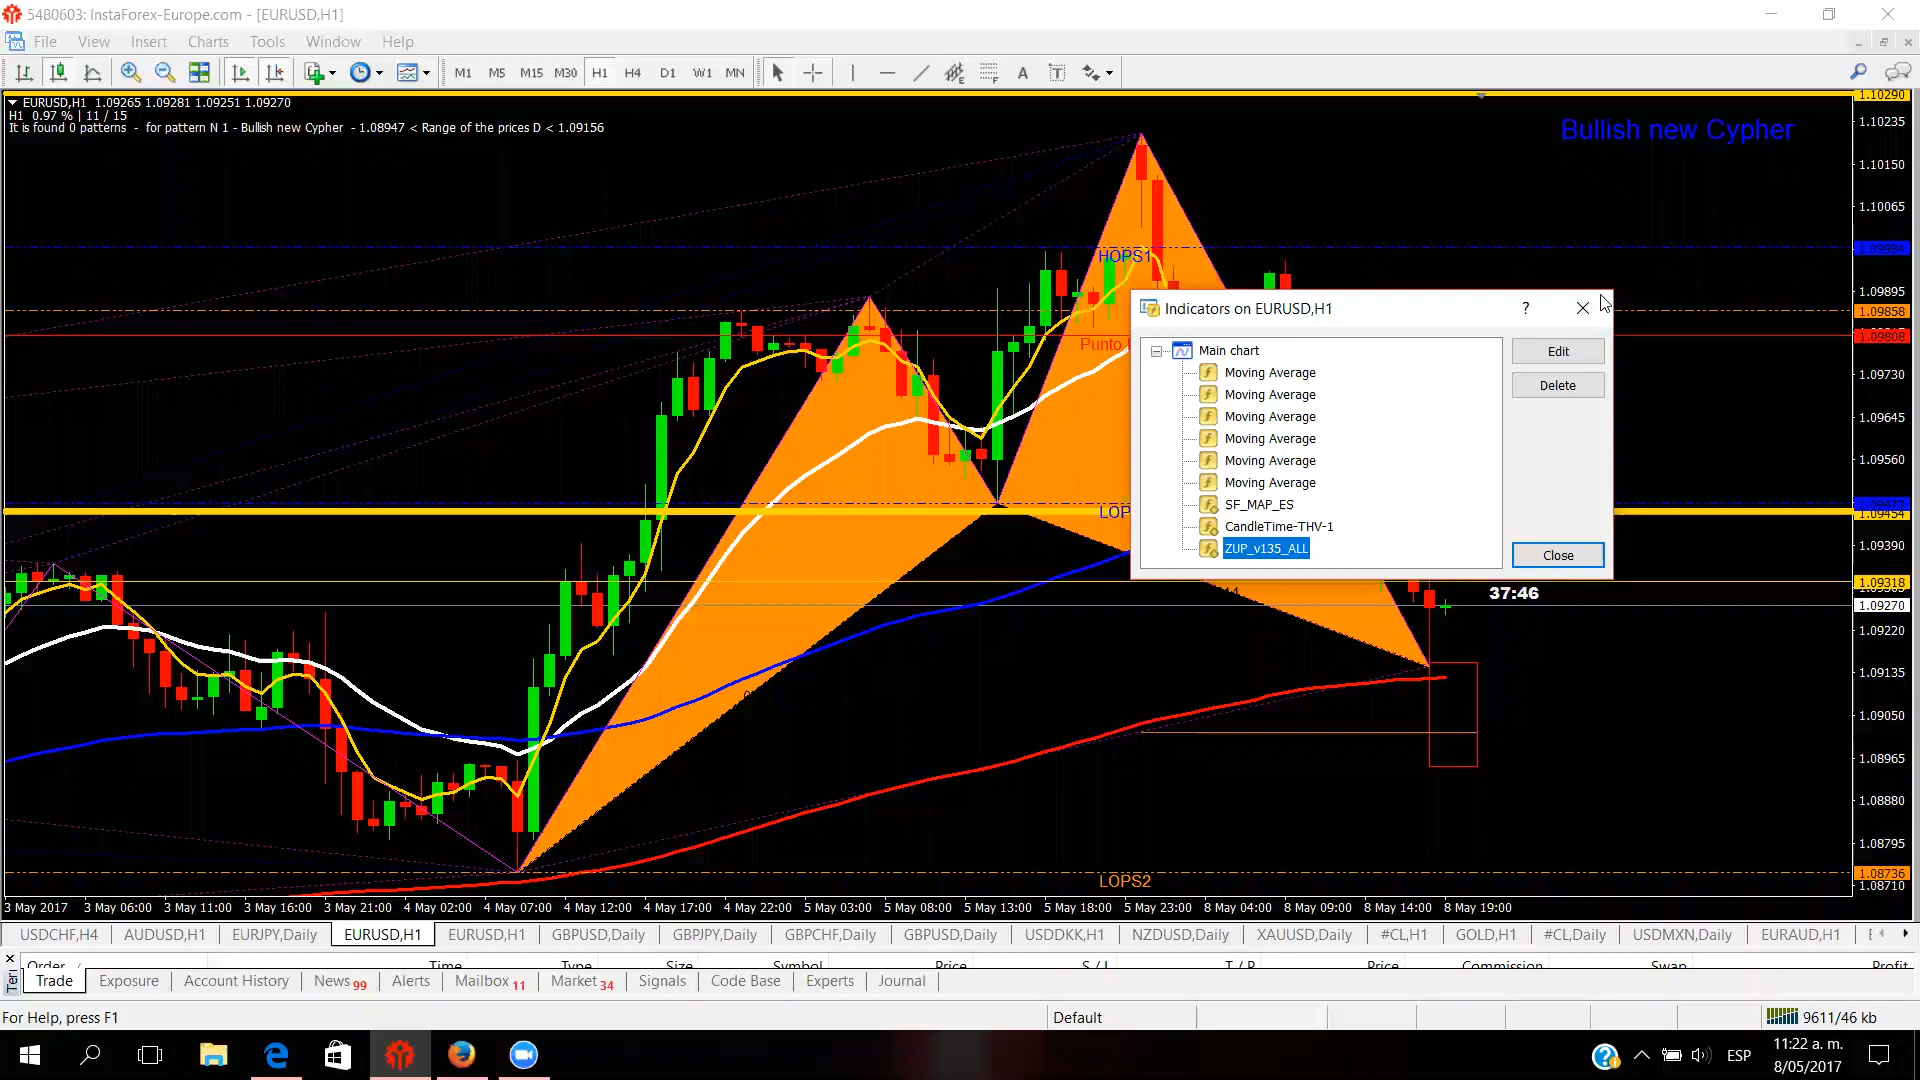 5480603: InstaForex-Europe.com - [EURUSD,H1]
File View Insert Charts Tools Window Help
M1 M5 M15 M30 H1 H4 D1 W1 MN
EURUSD,H1 1.09265 1.09281 1.09251 1.09270
H1 0.97 % | 11 / 15
It is found 0 patterns - for pattern N 1 - Bullish new Cypher - 1.08947 < Range of the prices D < 1.09156
Bullish new Cypher
1.10290
1.10235
1.10150
1.10065
HOPS1
1.09895
1.09858
1.09808
Punto
1.09730
1.09645
1.09560
LOP
1.09454
1.09390
1.09318
1.09270
1.09220
1.09135
1.09050
1.08965
1.08880
1.08795
1.08736
1.08710
LOPS2
37:46
Indicators on EURUSD,H1
?
Main chart
Moving Average
Moving Average
Moving Average
Moving Average
Moving Average
Moving Average
SF_MAP_ES
CandleTime-THV-1
ZUP_v135_ALL
Edit
Delete
Close
3 May 2017 3 May 06:00 3 May 11:00 3 May 16:00 3 May 21:00 4 May 02:00 4 May 07:00 4 May 12:00 4 May 17:00 4 May 22:00 5 May 03:00 5 May 08:00 5 May 13:00 5 May 18:00 5 May 23:00 8 May 04:00 8 May 09:00 8 May 14:00 8 May 19:00
USDCHF,H4 AUDUSD,H1 EURJPY,Daily EURUSD,H1 EURUSD,H1 GBPUSD,Daily GBPJPY,Daily GBPCHF,Daily GBPUSD,Daily USDDKK,H1 NZDUSD,Daily XAUUSD,Daily #CL,H1 GOLD,H1 #CL,Daily USDMXN,Daily EURAUD,H1
Order Time Type Size Symbol Price S / L T / P Price Commission Swap Profit
Trade Exposure Account History News 99 Alerts Mailbox 11 Market 34 Signals Code Base Experts Journal
For Help, press F1
Default
9611/46 kb
ESP
11:22 a. m.
8/05/2017